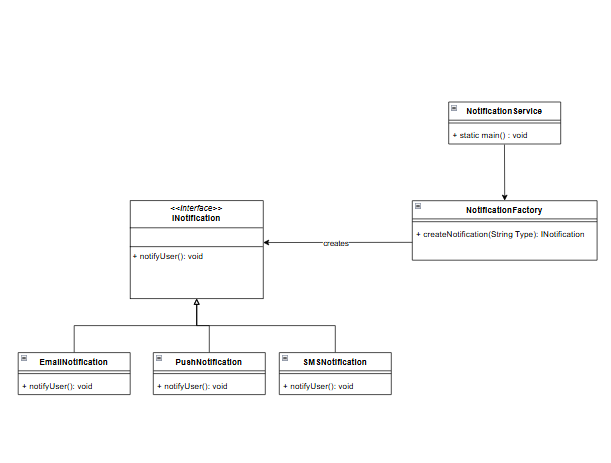 NotificationService
+ static main() : void
<<Interface>>
INotification
NotificationFactory
+ createNotification(String Type): INotification
creates
+ notifyUser(): void
EmailNotification
PushNotification
SMSNotification
+ notifyUser(): void
+ notifyUser(): void
+ notifyUser(): void